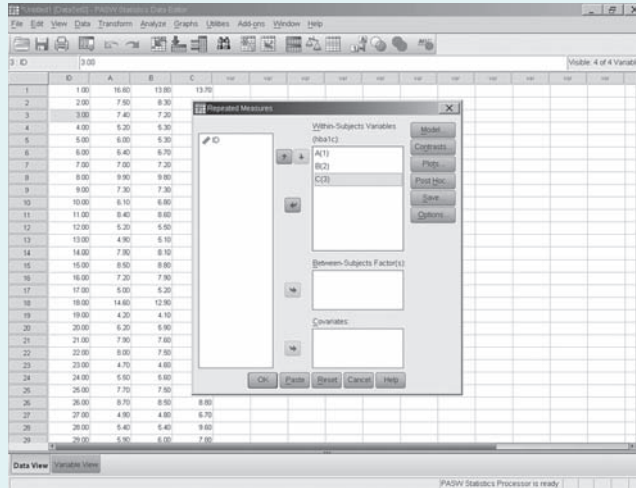 *Untitled1 [DataSet0] - PASW Statistics Data Editor
File Edit View Data Transform Analyze Graphs Utilities Add-ons Window Help
3 : ID 3.00 Visible: 4 of 4 Variabl
ID A B C var var var var var var var var var var
1 1.00 16.60 13.80 13.70
2 2.00 7.50 8.30
3 3.00 7.40 7.20
4 4.00 5.20 5.30
5 5.00 6.00 5.30
6 6.00 6.40 6.70
7 7.00 7.00 7.20
8 8.00 9.90 9.80
9 9.00 7.30 7.30
10 10.00 6.10 6.80
11 11.00 8.40 8.60
12 12.00 5.20 5.50
13 13.00 4.90 5.10
14 14.00 7.80 8.10
15 15.00 8.50 8.80
16 16.00 7.20 7.90
17 17.00 5.00 5.20
18 18.00 14.60 12.90
19 19.00 4.20 4.10
20 20.00 6.20 5.90
21 21.00 7.90 7.60
22 22.00 8.00 7.50
23 23.00 4.70 4.60
24 24.00 5.50 5.60
25 25.00 7.70 7.50
26 26.00 8.70 8.50 8.80
27 27.00 4.90 4.80 6.70
28 28.00 5.40 5.40 9.60
29 29.00 5.90 6.00 7.80
Repeated Measures
ID
Within-Subjects Variables
(hba1c):
A(1)
B(2)
C(3)
Between-Subjects Factor(s):
Covariates:
Model...
Contrasts...
Plots...
Post Hoc...
Save...
Options...
OK Paste Reset Cancel Help
Data View Variable View
PASW Statistics Processor is ready